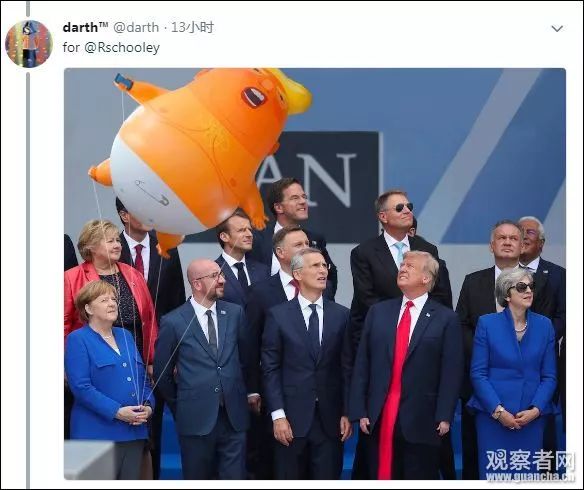 darth™ @darth · 13小时
for @Rschooley
AN
观察者网
www.guancha.cn